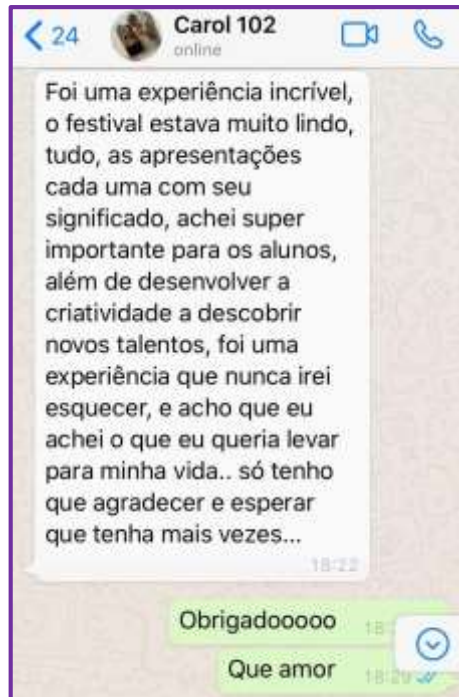 24
Carol 102
online
Foi uma experiência incrível,
o festival estava muito lindo,
tudo, as apresentações
cada uma com seu
significado, achei super
importante para os alunos,
além de desenvolver a
criatividade a descobrir
novos talentos, foi uma
experiência que nunca irei
esquecer, e acho que eu
achei o que eu queria levar
para minha vida.. só tenho
que agradecer e esperar
que tenha mais vezes...
18:22
Obrigadooooo
Que amor 18:29